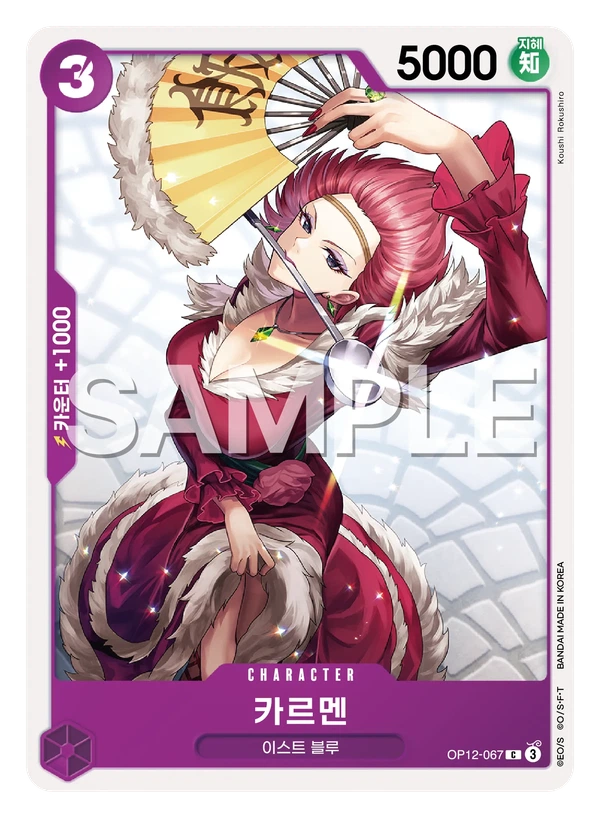 3
5000
지혜
知
Koushi Rokushiro
카운터 +1000
SAMPLE
CHARACTER
카르멘
이스트 블루
OP12-067 C 3
BANDAI MADE IN KOREA
©EO/S ©O/S·F·T